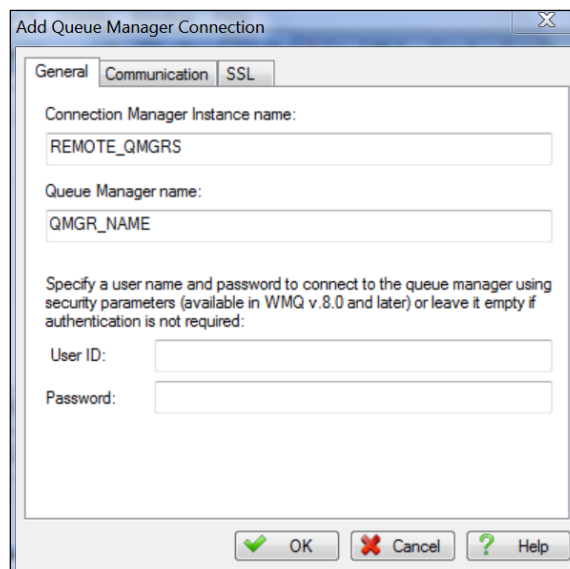 Add Queue Manager Connection
General Communication SSL
Connection Manager Instance name:
REMOTE_QMGRS
Queue Manager name:
QMGR_NAME
Specify a user name and password to connect to the queue manager using
security parameters (available in WMQ v.8.0 and later) or leave it empty if
authentication is not required:
User ID:
Password:
OK Cancel Help